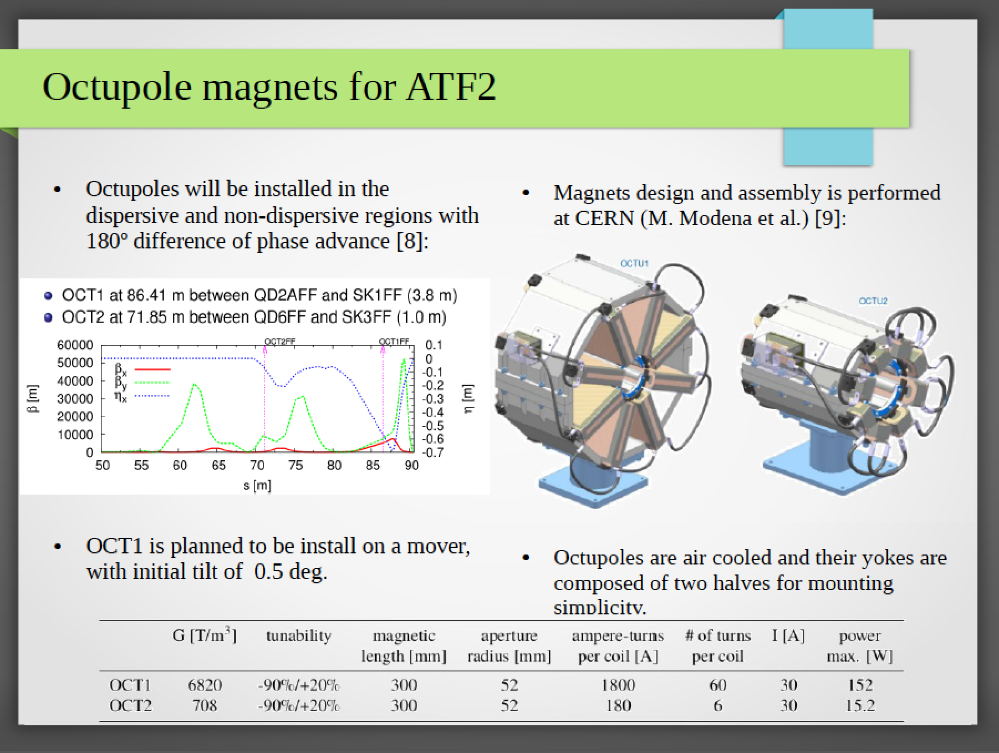 Octupole magnets for ATF2
• Octupoles will be installed in the
dispersive and non-dispersive regions with
180° difference of phase advance [8]:
OCT1 at 86.41 m between QD2AFF and SK1FF (3.8 m)
OCT2 at 71.85 m between QD6FF and SK3FF (1.0 m)
OCT2FF OCT1FF
60000 0.1
50000 0
40000 -0.1
30000 -0.2
20000 -0.3
10000 -0.4
0 -0.5
-0.6
-0.7
βx
βy
ηx
β [m]
η [m]
50 55 60 65 70 75 80 85 90
s [m]
• OCT1 is planned to be install on a mover,
with initial tilt of 0.5 deg.
• Magnets design and assembly is performed
at CERN (M. Modena et al.) [9]:
OCTU1
OCTU2
• Octupoles are air cooled and their yokes are
composed of two halves for mounting
simplicity.
G [T/m³] tunability magnetic aperture ampere-turns # of turns I [A] power
length [mm] radius [mm] per coil [A] per coil max. [W]
OCT1 6820 -90%/+20% 300 52 1800 60 30 152
OCT2 708 -90%/+20% 300 52 180 6 30 15.2